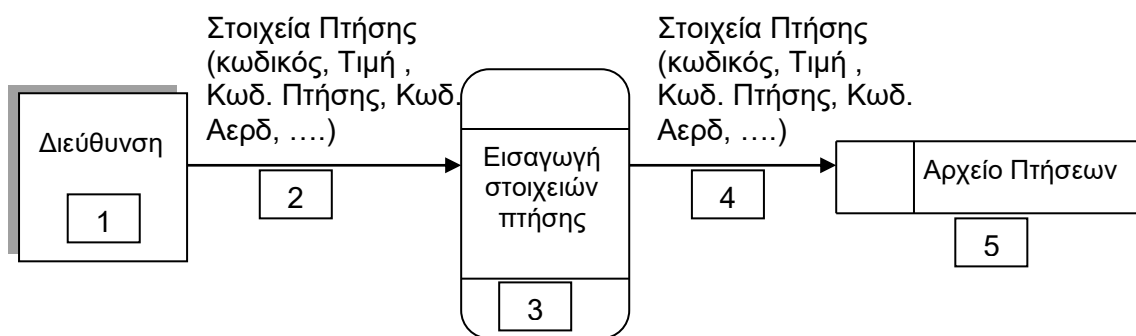 Στοιχεία Πτήσης
(κωδικός, Τιμή ,
Κωδ. Πτήσης, Κωδ.
Αερδ, ….)
Στοιχεία Πτήσης
(κωδικός, Τιμή ,
Κωδ. Πτήσης, Κωδ.
Αερδ, ….)
Διεύθυνση
1
2
Εισαγωγή
στοιχειών
πτήσης
3
4
Αρχείο Πτήσεων
5